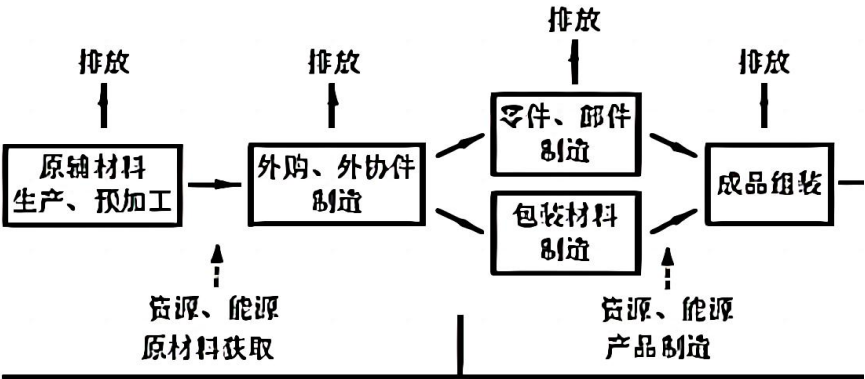 排放
排放
排放
排放
原辅材料
生产、预加工
外购、外协件
制造
零件、部件
制造
包装材料
制造
成品组装
资源、能源
原材料获取
资源、能源
产品制造